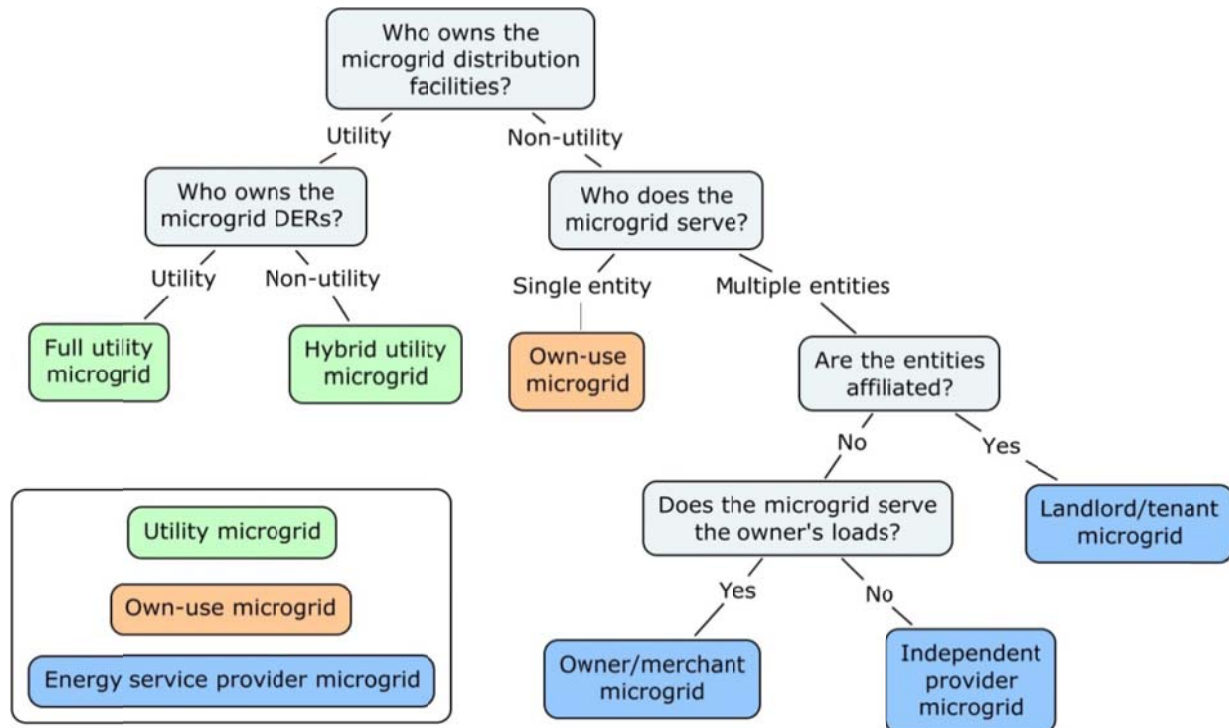 Who owns the
microgrid distribution
facilities?
Utility
Non-utility
Who owns the
microgrid DERs?
Who does the
microgrid serve?
Utility
Non-utility
Single entity
Multiple entities
Full utility
microgrid
Hybrid utility
microgrid
Own-use
microgrid
Are the entities
affiliated?
No
Yes
Does the microgrid serve
the owner's loads?
Landlord/tenant
microgrid
Yes
No
Owner/merchant
microgrid
Independent
provider
microgrid
Utility microgrid
Own-use microgrid
Energy service provider microgrid